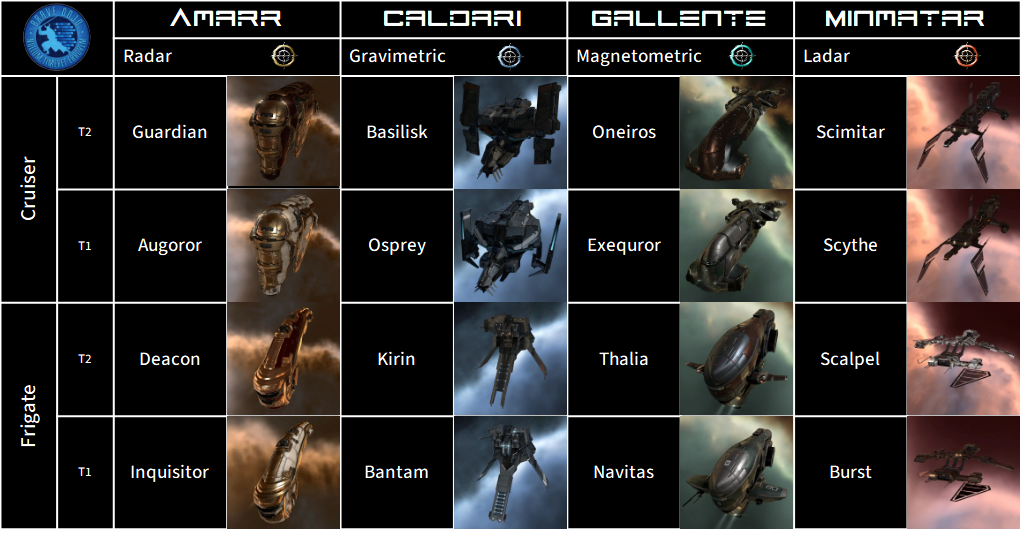 AMARR CALDARI GALLENTE MINMATAR
Radar Gravimetric Magnetometric Ladar
Cruiser
T2 Guardian Basilisk Oneiros Scimitar
T1 Augoror Osprey Exequror Scythe
Frigate
T2 Deacon Kirin Thalia Scalpel
T1 Inquisitor Bantam Navitas Burst